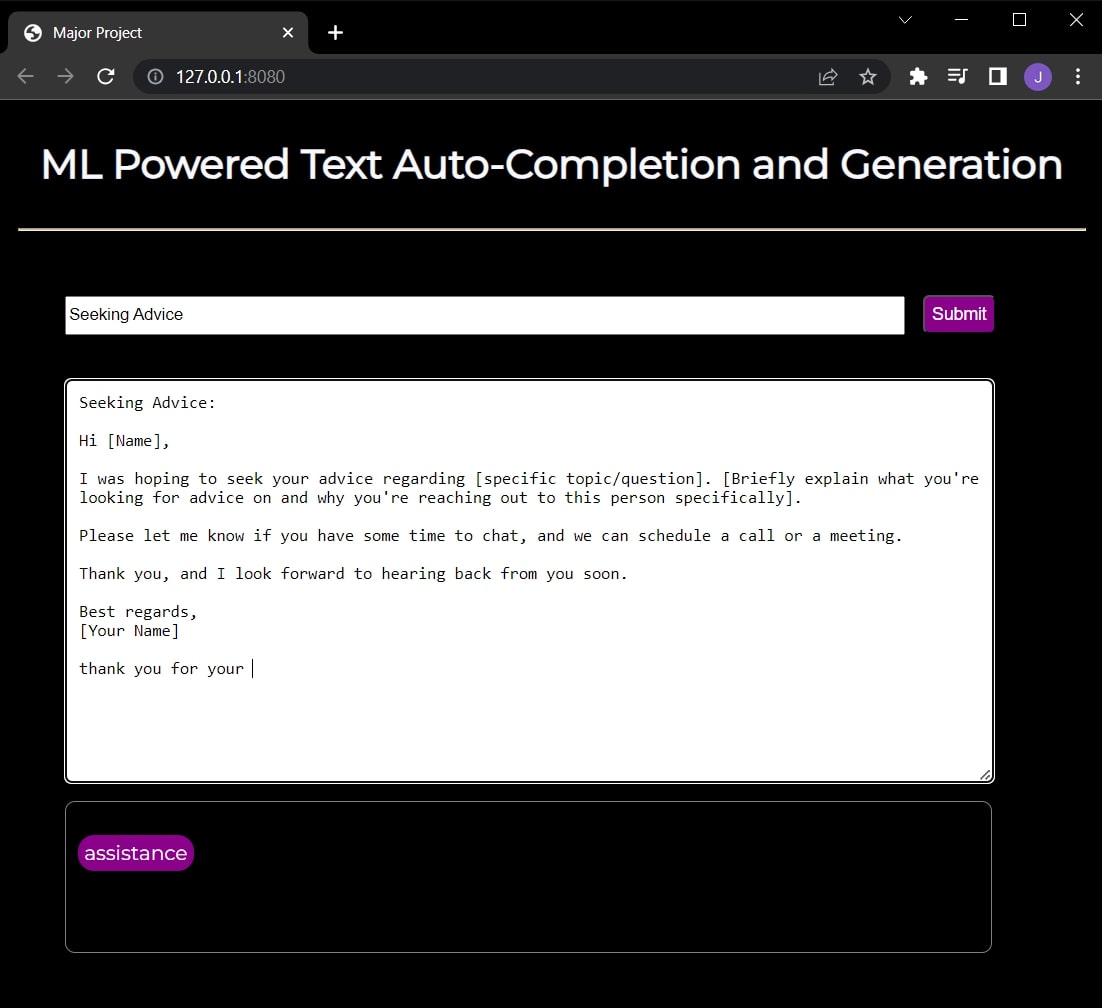 Major Project
127.0.0.1:8080
J
ML Powered Text Auto-Completion and Generation
Seeking Advice
Submit
Seeking Advice:
Hi [Name],
I was hoping to seek your advice regarding [specific topic/question]. [Briefly explain what you're
looking for advice on and why you're reaching out to this person specifically].
Please let me know if you have some time to chat, and we can schedule a call or a meeting.
Thank you, and I look forward to hearing back from you soon.
Best regards,
[Your Name]
thank you for your
assistance